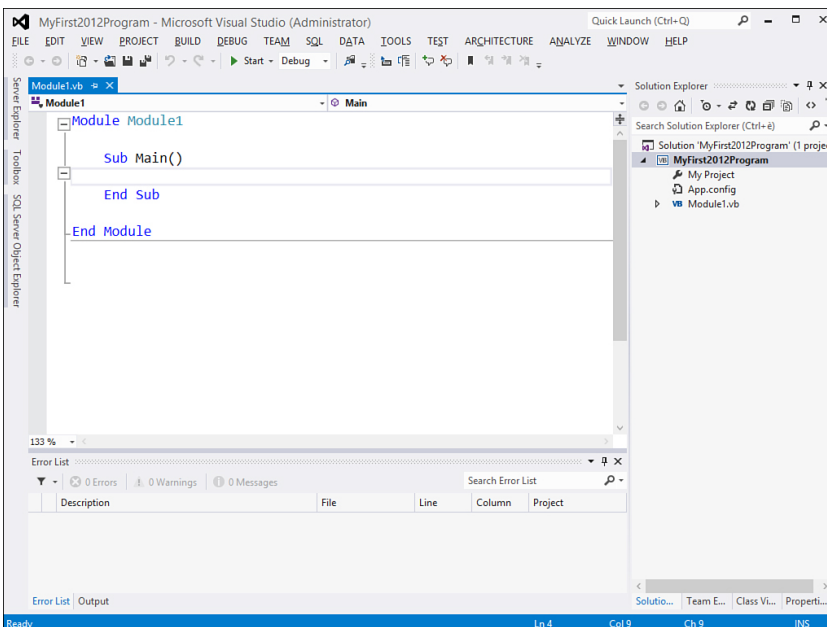 MyFirst2012Program - Microsoft Visual Studio (Administrator) Quick Launch (Ctrl+Q)
FILE EDIT VIEW PROJECT BUILD DEBUG TEAM SQL DATA TOOLS TEST ARCHITECTURE ANALYZE WINDOW HELP
Start Debug
Server Explorer
Toolbox
SQL Server Object Explorer
Module1.vb
Module1 Main
Module Module1
Sub Main()
End Sub
End Module
133 %
Error List
0 Errors 0 Warnings 0 Messages Search Error List
Description File Line Column Project
Error List Output
Solution Explorer
Search Solution Explorer (Ctrl+è)
Solution 'MyFirst2012Program' (1 proje
VB MyFirst2012Program
My Project
App.config
VB Module1.vb
Solutio... Team E... Class Vi... Properti...
Ready Ln 4 Col 9 Ch 9 INS